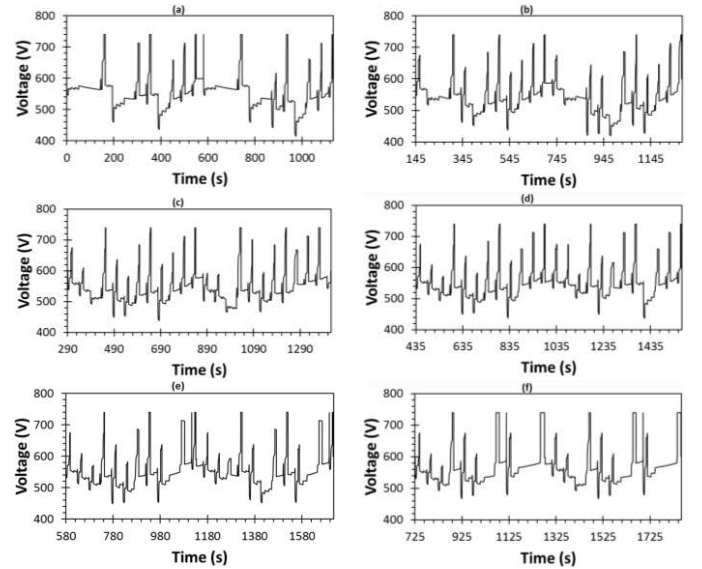 (a)
Voltage (V)
800
700
600
500
400
0 200 400 600 800 1000
Time (s)
(b)
Voltage (V)
800
700
600
500
400
145 345 545 745 945 1145
Time (s)
(c)
Voltage (V)
800
700
600
500
400
290 490 690 890 1090 1290
Time (s)
(d)
Voltage (V)
800
700
600
500
400
435 635 835 1035 1235 1435
Time (s)
(e)
Voltage (V)
800
700
600
500
400
580 780 980 1180 1380 1580
Time (s)
(f)
Voltage (V)
800
700
600
500
400
725 925 1125 1325 1525 1725
Time (s)